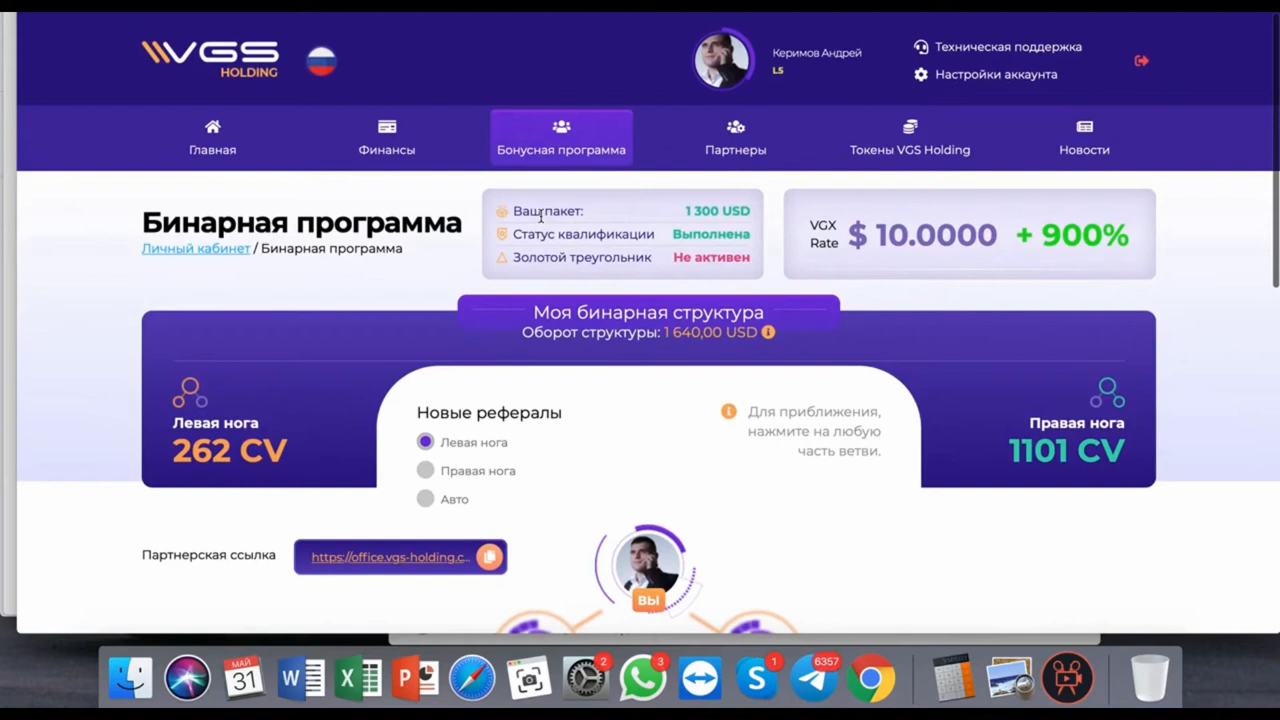 VGS
HOLDING
Керимов Андрей
L5
Техническая поддержка
Настройки аккаунта
Главная
Финансы
Бонусная программа
Партнеры
Токены VGS Holding
Новости
Бинарная программа
Личный кабинет / Бинарная программа
Ваш пакет: 1 300 USD
Статус квалификации Выполнена
Золотой треугольник Не активен
VGX
Rate
$ 10.0000 + 900%
Моя бинарная структура
Оборот структуры: 1 640,00 USD
Левая нога
262 CV
Новые рефералы
Левая нога
Правая нога
Авто
Для приближения,
нажмите на любую
часть ветви.
Правая нога
1101 CV
Партнерская ссылка
https://office.vgs-holding.c...
ВЫ
МАЙ
31
W
X
P
2
3
S
1
6357